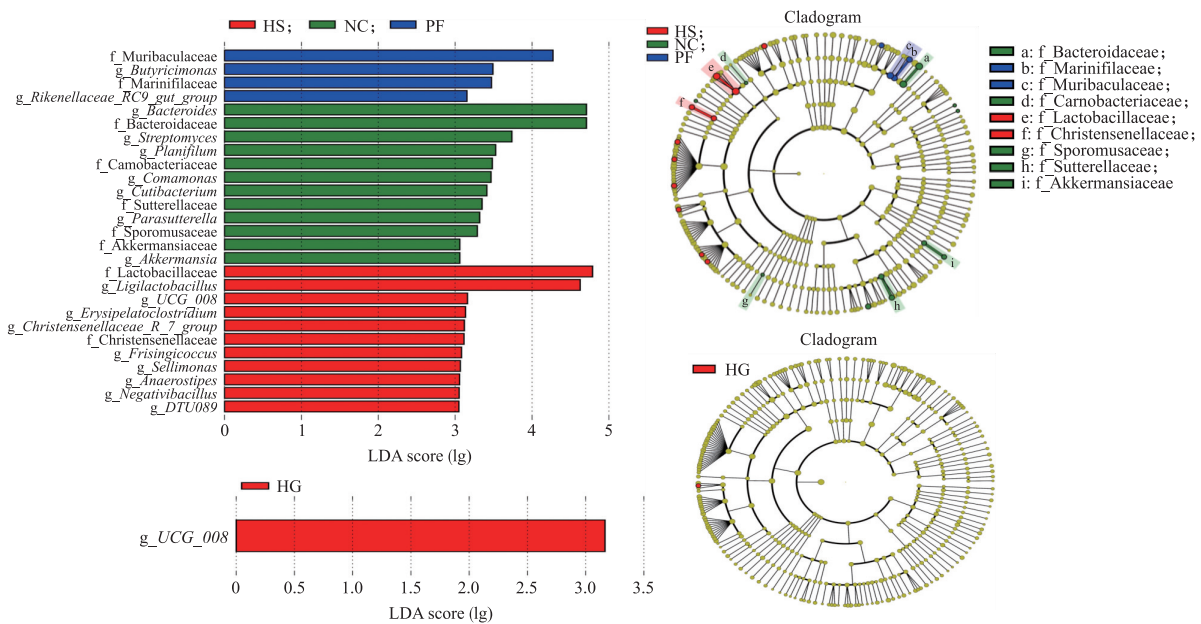 HS; NC; PF
f_Muribaculaceae
g_Butyricimonas
f_Marinifilaceae
g_Rikenellaceae_RC9_gut_group
g_Bacteroides
f_Bacteroidaceae
g_Streptomyces
g_Planifilum
f_Camobacteriaceae
g_Comamonas
g_Cutibacterium
f_Sutterellaceae
g_Parasutterella
f_Sporomusaceae
f_Akkermansiaceae
g_Akkermansia
f_Lactobacillaceae
g_Ligilactobacillus
g_UCG_008
g_Erysipelatoclostridium
g_Christensenellaceae_R_7_group
f_Christensenellaceae
g_Frisingicoccus
g_Sellimonas
g_Anaerostipes
g_Negativibacillus
g_DTU089
0 1 2 3 4 5
LDA score (lg)
Cladogram
HS;
NC;
PF
a
b
c
d
e
f
g
h
i
a: f_Bacteroidaceae;
b: f_Marinifilaceae;
c: f_Muribaculaceae;
d: f_Carnobacteriaceae;
e: f_Lactobacillaceae;
f: f_Christensenellaceae;
g: f_Sporomusaceae;
h: f_Sutterellaceae;
i: f_Akkermansiaceae
HG
g_UCG_008
0 0.5 1.0 1.5 2.0 2.5 3.0 3.5
LDA score (lg)
Cladogram
HG